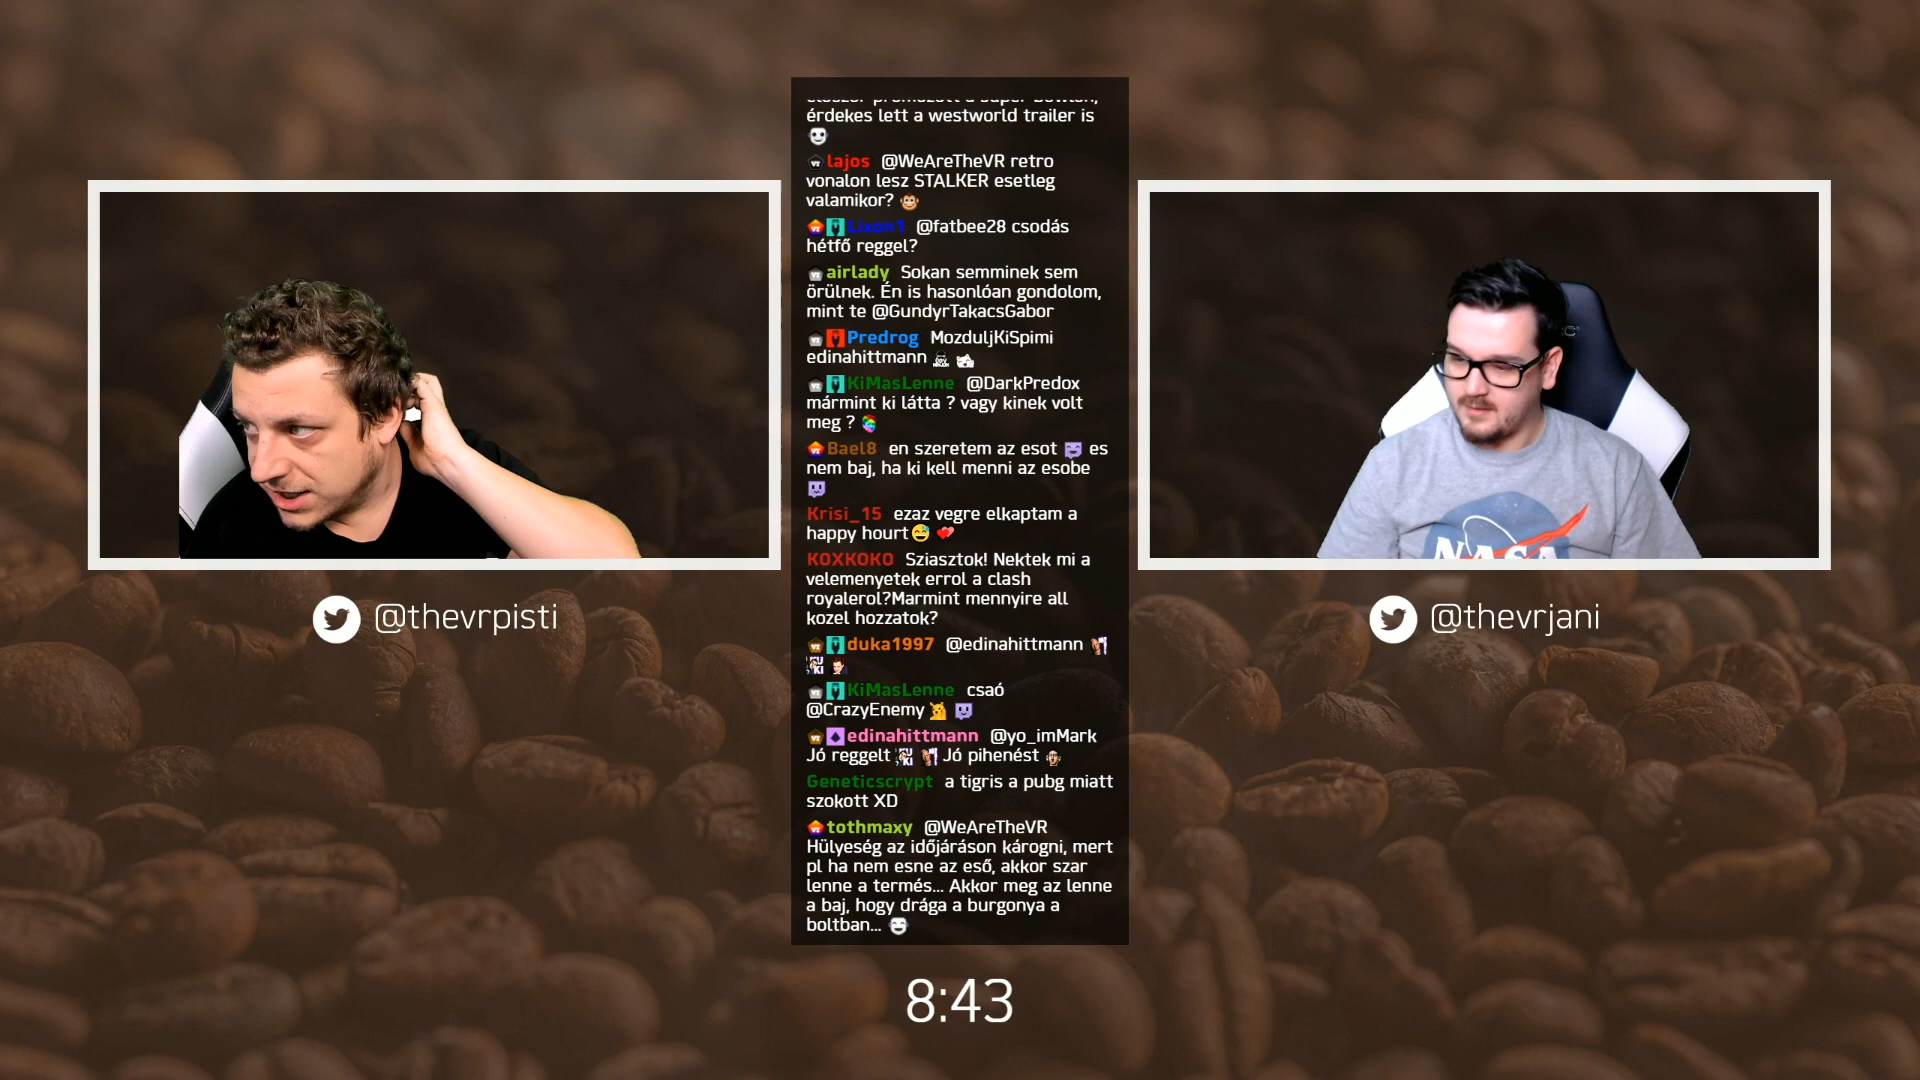 érdekes lett a westworld trailer is
lajos @WeAreTheVR retro
vonalon lesz STALKER esetleg
valamikor?
Lixon1 @fatbee28 csodás
hétfő reggel?
airlady Sokan semminek sem
örülnek. Én is hasonlóan gondolom,
mint te @GundyrTakacsGabor
Predrog MozduljKiSpimi
edinahittmann
KiMasLenne @DarkPredox
mármint ki látta ? vagy kinek volt
meg ?
Bael8 en szeretem az esot es
nem baj, ha ki kell menni az esobe
Krisi_15 ezaz vegre elkaptam a
happy hourt
KOXKOKO Sziasztok! Nektek mi a
velemenyetek errol a clash
royalerol?Marmint mennyire all
kozel hozzatok?
duka1997 @edinahittmann
KiMasLenne csaó
@CrazyEnemy
edinahittmann @yo_imMark
Jó reggelt Jó pihenést
Geneticscrypt a tigris a pubg miatt
szokott XD
tothmaxy @WeAreTheVR
Hülyeség az időjáráson károgni, mert
pl ha nem esne az eső, akkor szar
lenne a termés... Akkor meg az lenne
a baj, hogy drága a burgonya a
boltban...
NASA
@thevrpisti
@thevrjani
8:43